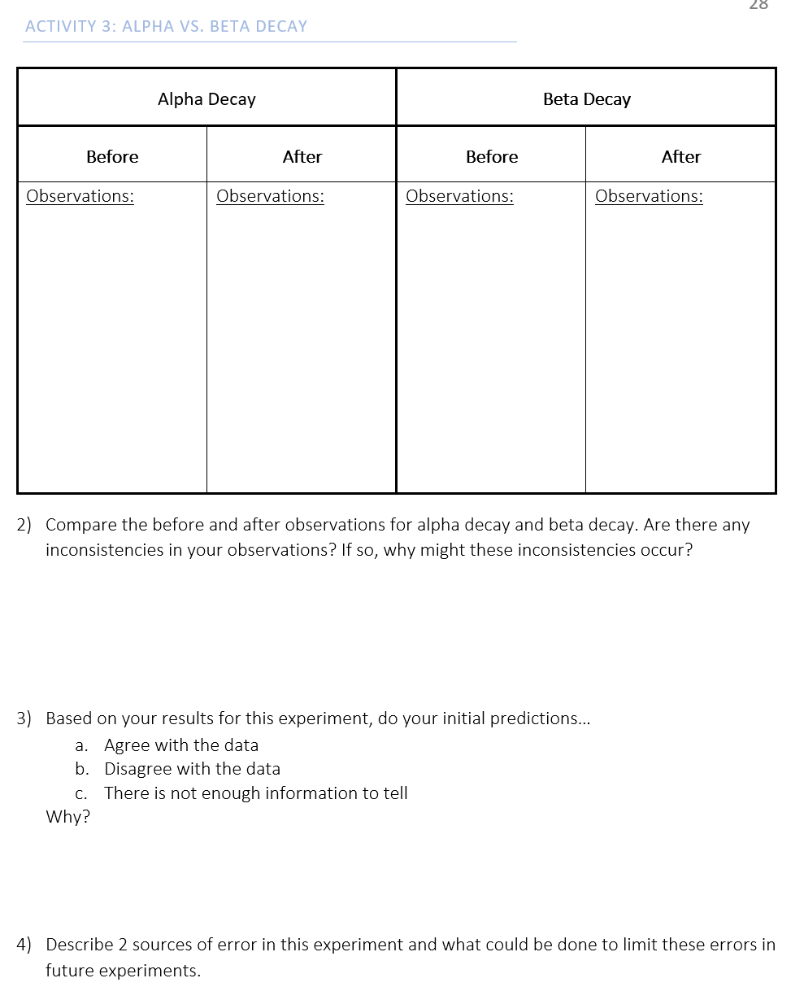 28
ACTIVITY 3: ALPHA VS. BETA DECAY
Alpha Decay
Beta Decay
Before
After
Before
After
Observations:
Observations:
Observations:
Observations:
2) Compare the before and after observations for alpha decay and beta decay. Are there any
inconsistencies in your observations? If so, why might these inconsistencies occur?
3) Based on your results for this experiment, do your initial predictions...
a. Agree with the data
b. Disagree with the data
c. There is not enough information to tell
Why?
4) Describe 2 sources of error in this experiment and what could be done to limit these errors in
future experiments.